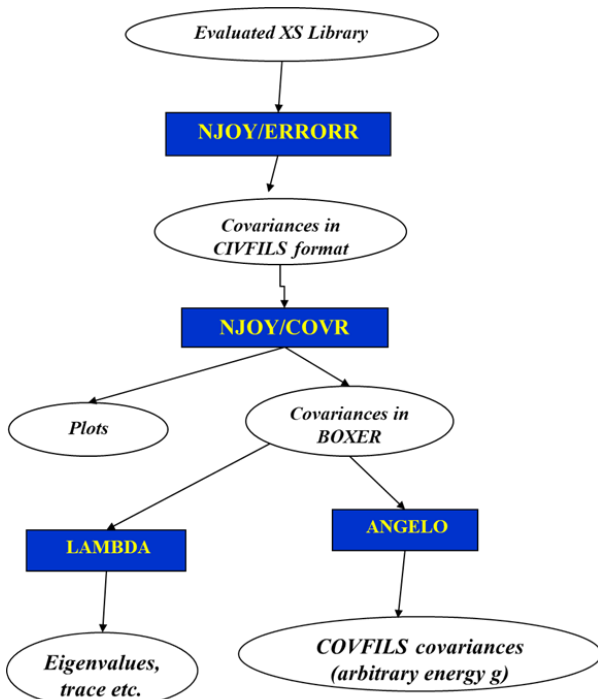 Evaluated XS Library
NJOY/ERRORR
Covariances in
CIVFILS format
NJOY/COVR
Plots
Covariances in
BOXER
LAMBDA
ANGELO
Eigenvalues,
trace etc.
COVFILS covariances
(arbitrary energy g)